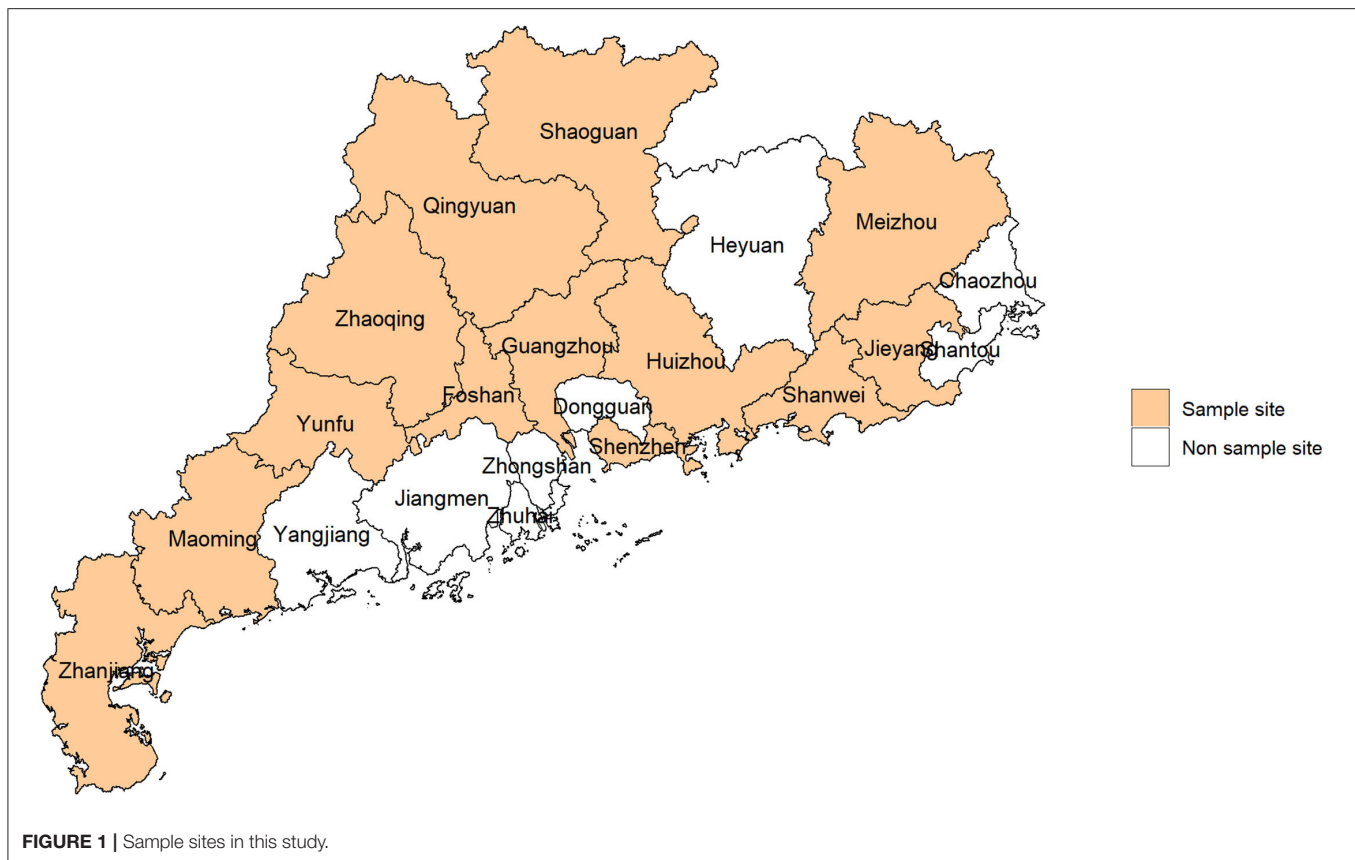 Shaoguan
Qingyuan
Meizhou
Heyuan
Chaozhou
Zhaoqing
Guangzhou
Jieyang
Shantou
Huizhou
Foshan
Shanwei
Dongguan
Yunfu
Shenzhen
Zhongshan
Jiangmen
Zhuhai
Yangjiang
Maoming
Zhanjiang
Sample site
Non sample site
FIGURE 1 | Sample sites in this study.